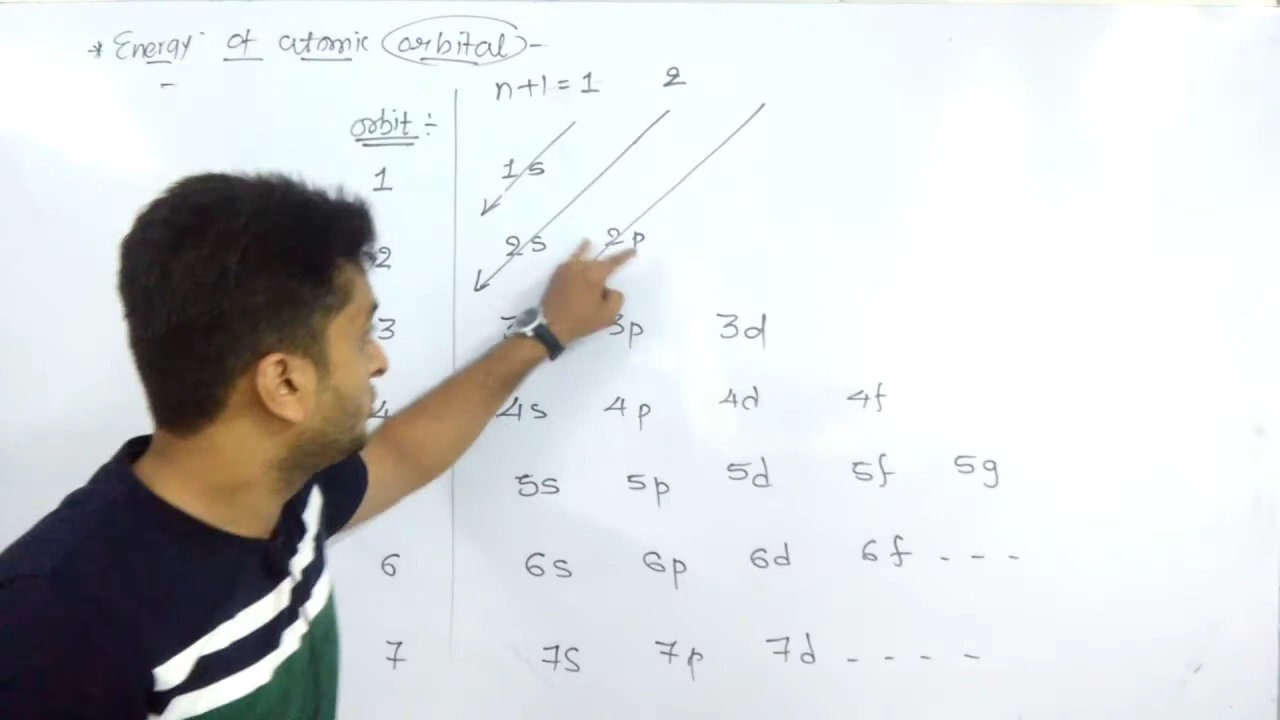 * Energy of atomic orbital :-
n+l = 1 2
orbit ÷
1 1s
2 2s 2p
3 3p 3d
4 4s 4p 4d 4f
5s 5p 5d 5f 5g
6 6s 6p 6d 6f - - -
7 7s 7p 7d - - - -